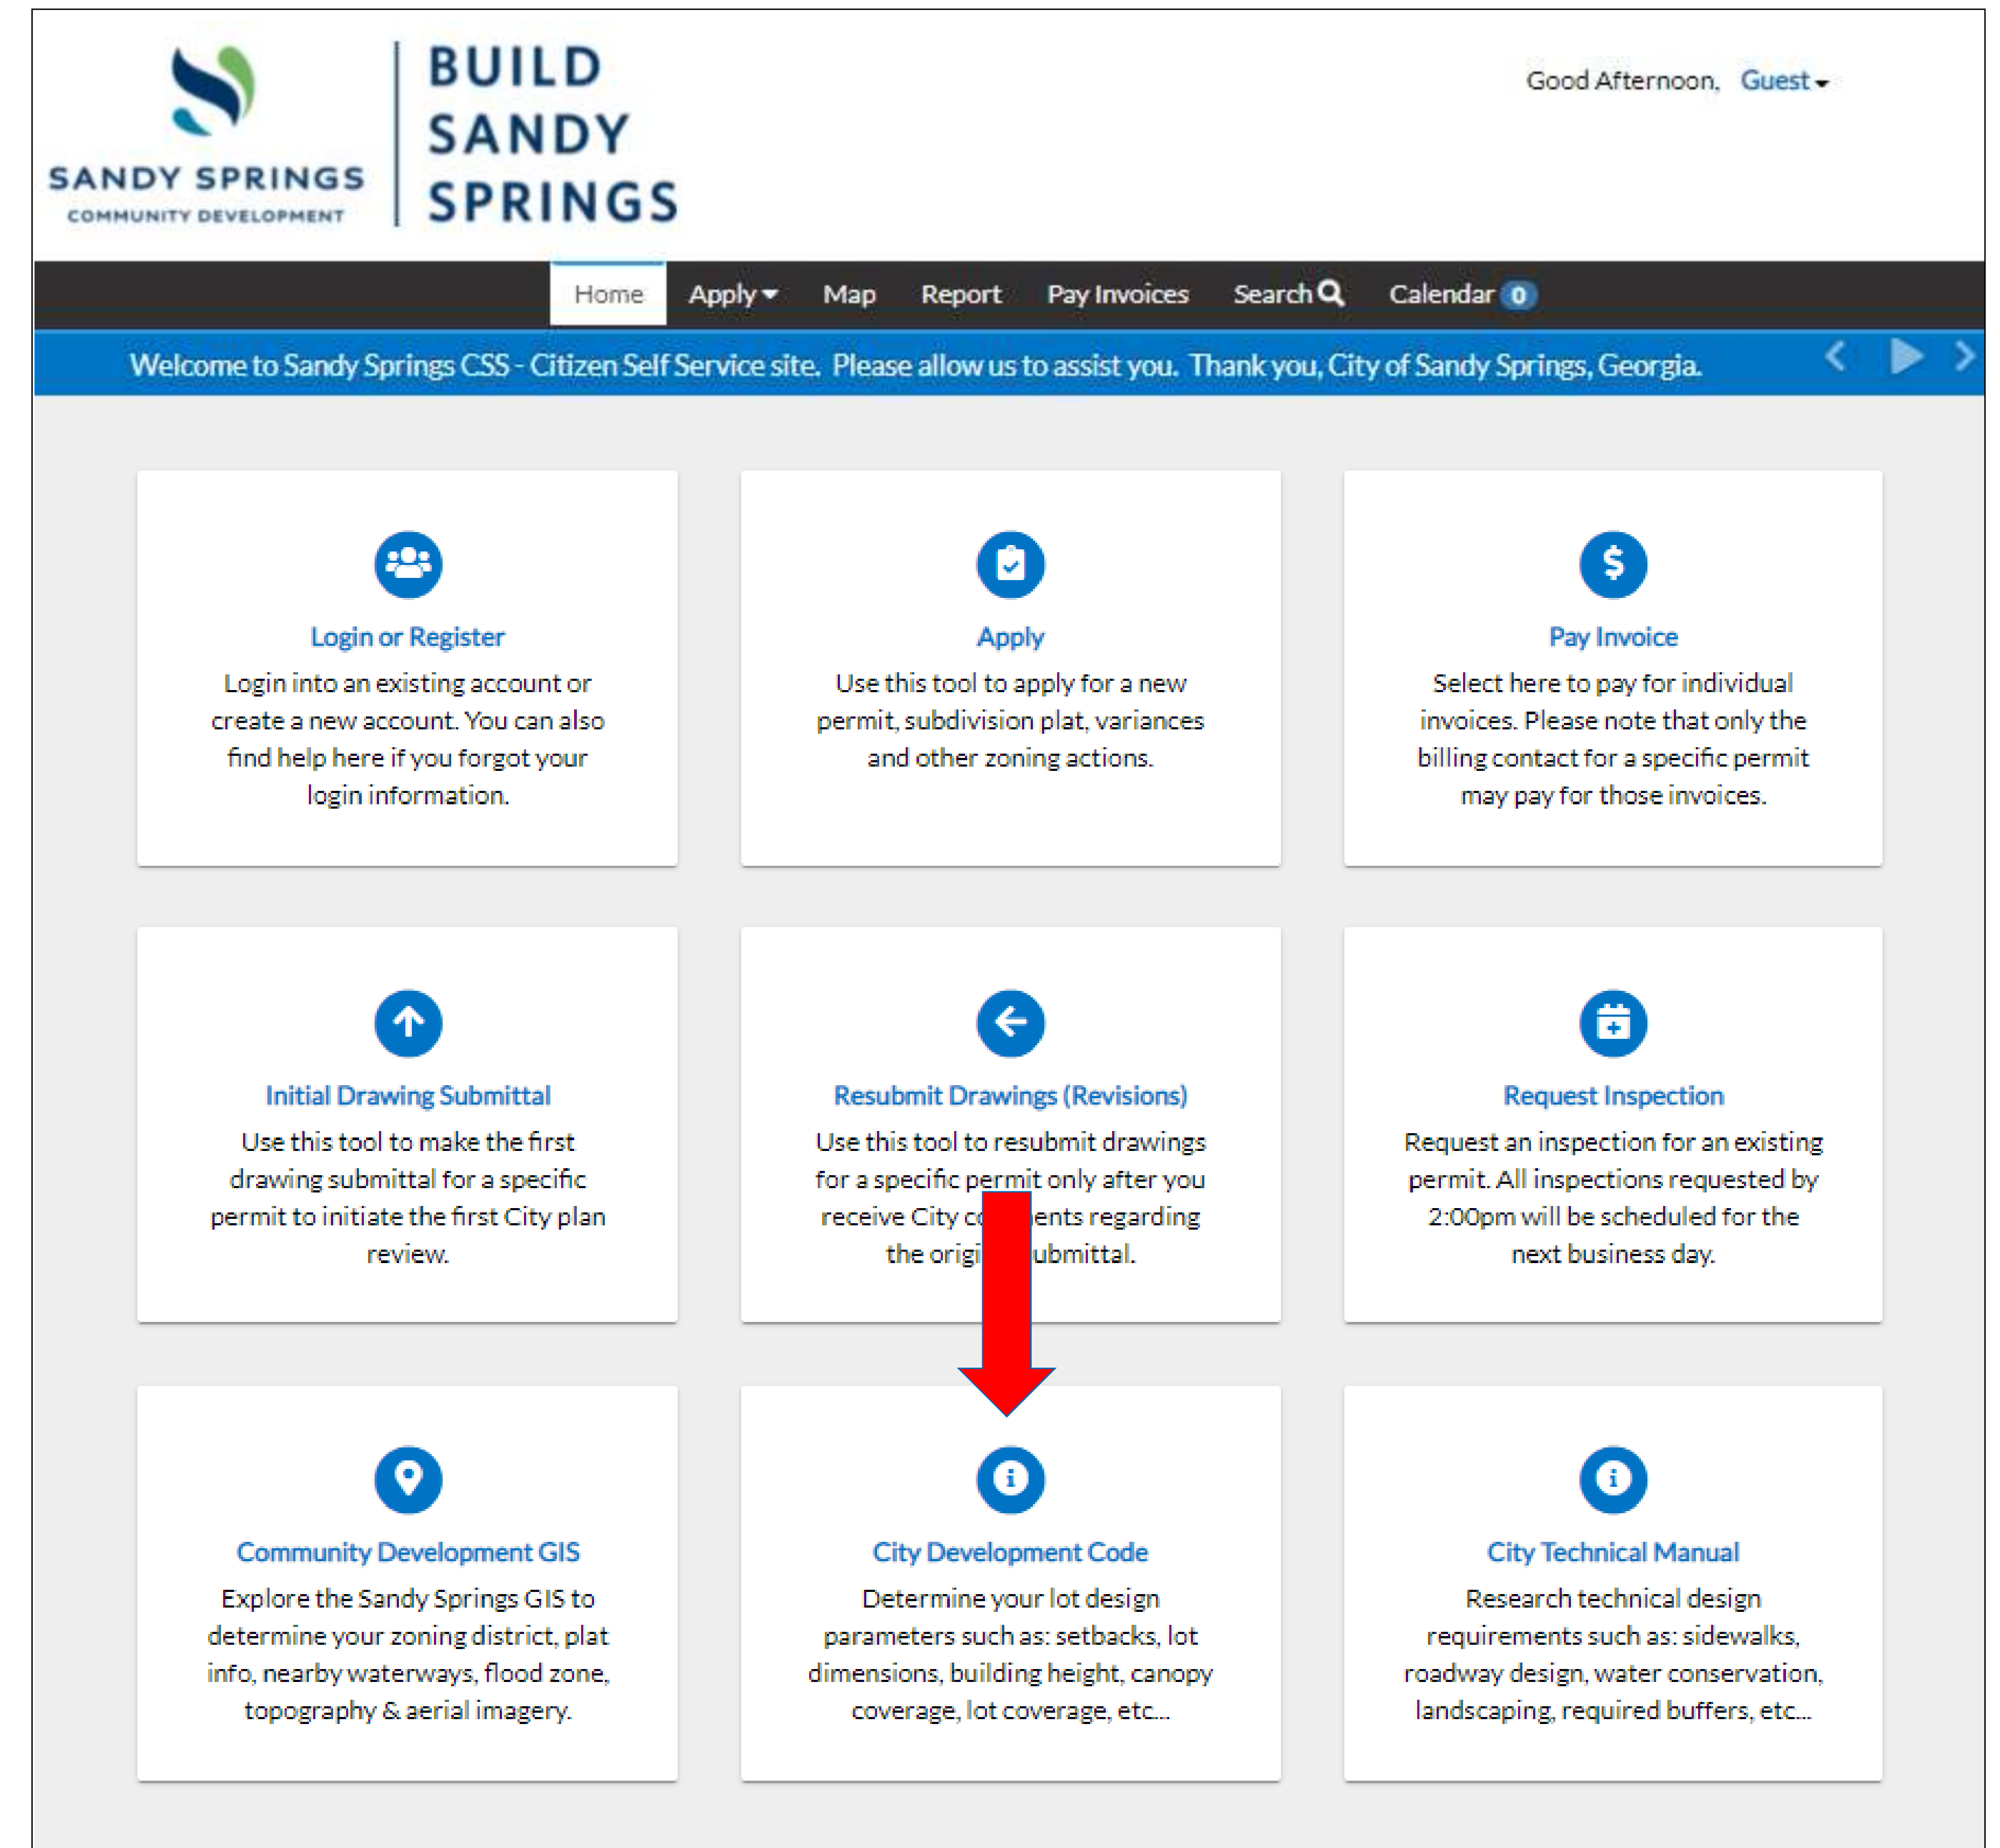 SANDY SPRINGS
COMMUNITY DEVELOPMENT
BUILD
SANDY
SPRINGS
Good Afternoon, Guest
Home Apply Map Report Pay Invoices Search Calendar 0
Welcome to Sandy Springs CSS - Citizen Self Service site. Please allow us to assist you. Thank you, City of Sandy Springs, Georgia.
Login or Register
Login into an existing account or
create a new account. You can also
find help here if you forgot your
login information.
Apply
Use this tool to apply for a new
permit, subdivision plat, variances
and other zoning actions.
$
Pay Invoice
Select here to pay for individual
invoices. Please note that only the
billing contact for a specific permit
may pay for those invoices.
Initial Drawing Submittal
Use this tool to make the first
drawing submittal for a specific
permit to initiate the first City plan
review.
Resubmit Drawings (Revisions)
Use this tool to resubmit drawings
for a specific permit only after you
receive City regarding
the
Request Inspection
Request an inspection for an existing
permit. All inspections requested by
2:00pm will be scheduled for the
next business day.
Community Development GIS
Explore the Sandy Springs GIS to
determine your zoning district, plat
info, nearby waterways, flood zone,
topography & aerial imagery.
i
City Development Code
Determine your lot design
parameters such as: setbacks, lot
dimensions, building height, canopy
coverage, lot coverage, etc...
i
City Technical Manual
Research technical design
requirements such as: sidewalks,
roadway design, water conservation,
landscaping, required buffers, etc...